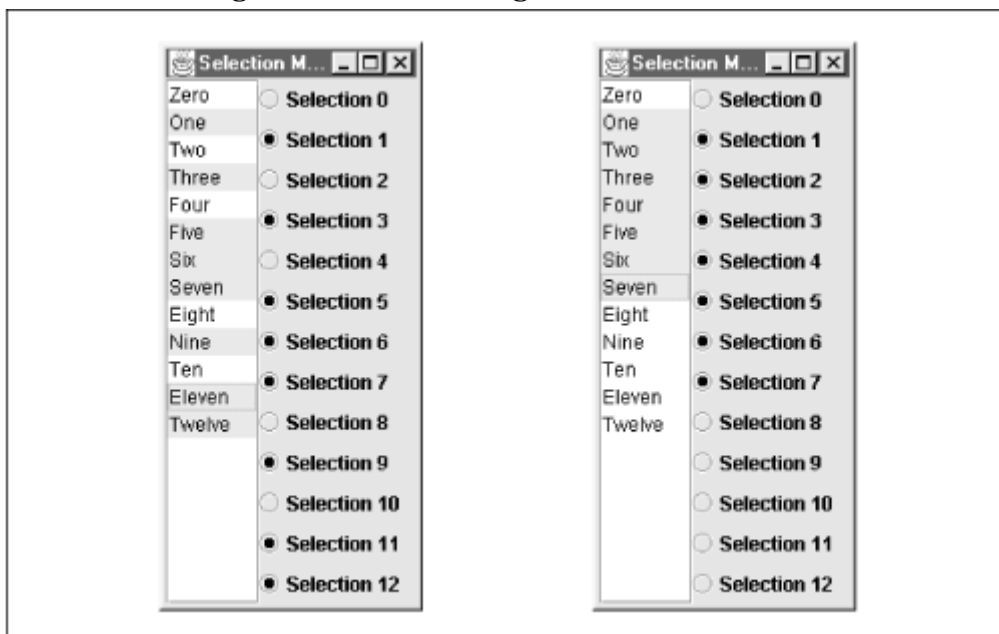 Selection M...
Zero
One
Two
Three
Four
Five
Six
Seven
Eight
Nine
Ten
Eleven
Twelve
Selection 0
Selection 1
Selection 2
Selection 3
Selection 4
Selection 5
Selection 6
Selection 7
Selection 8
Selection 9
Selection 10
Selection 11
Selection 12
Selection M...
Zero
One
Two
Three
Four
Five
Six
Seven
Eight
Nine
Ten
Eleven
Twelve
Selection 0
Selection 1
Selection 2
Selection 3
Selection 4
Selection 5
Selection 6
Selection 7
Selection 8
Selection 9
Selection 10
Selection 11
Selection 12